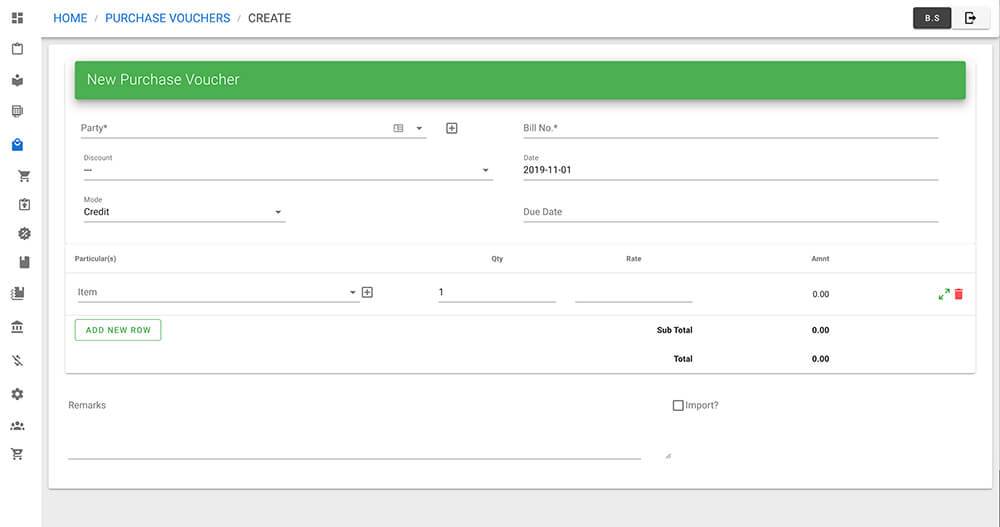 HOME / PURCHASE VOUCHERS / CREATE
B.S
New Purchase Voucher
Party*
Bill No.*
Discount
---
Date
2019-11-01
Mode
Credit
Due Date
Particular(s) Qty Rate Amnt
Item 1 0.00
ADD NEW ROW
Sub Total 0.00
Total 0.00
Remarks
Import?